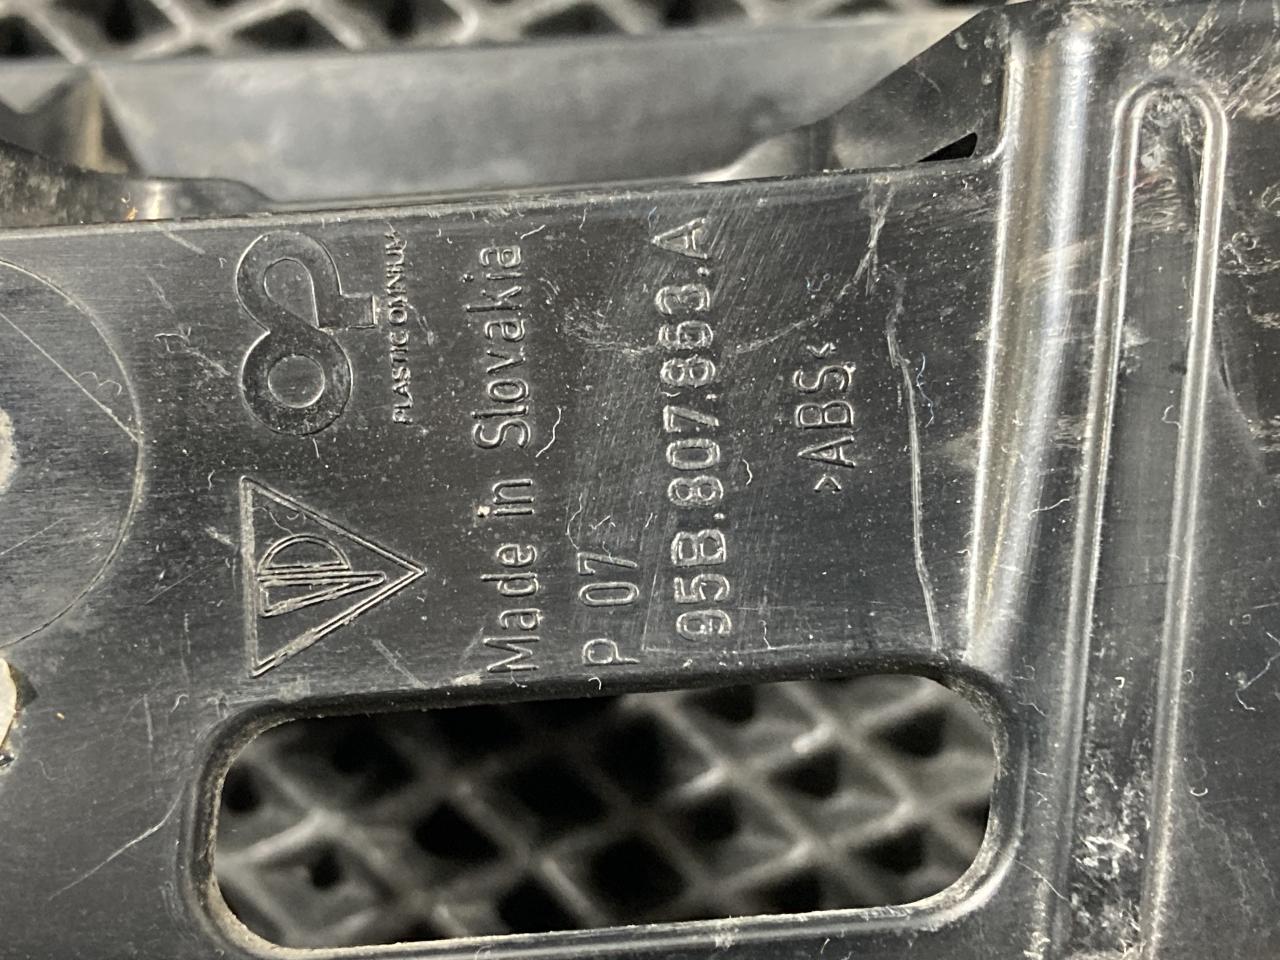 PLASTIC OMNIUM
Made in Slovakia
P 07
95B.807.863.A
>ABS<